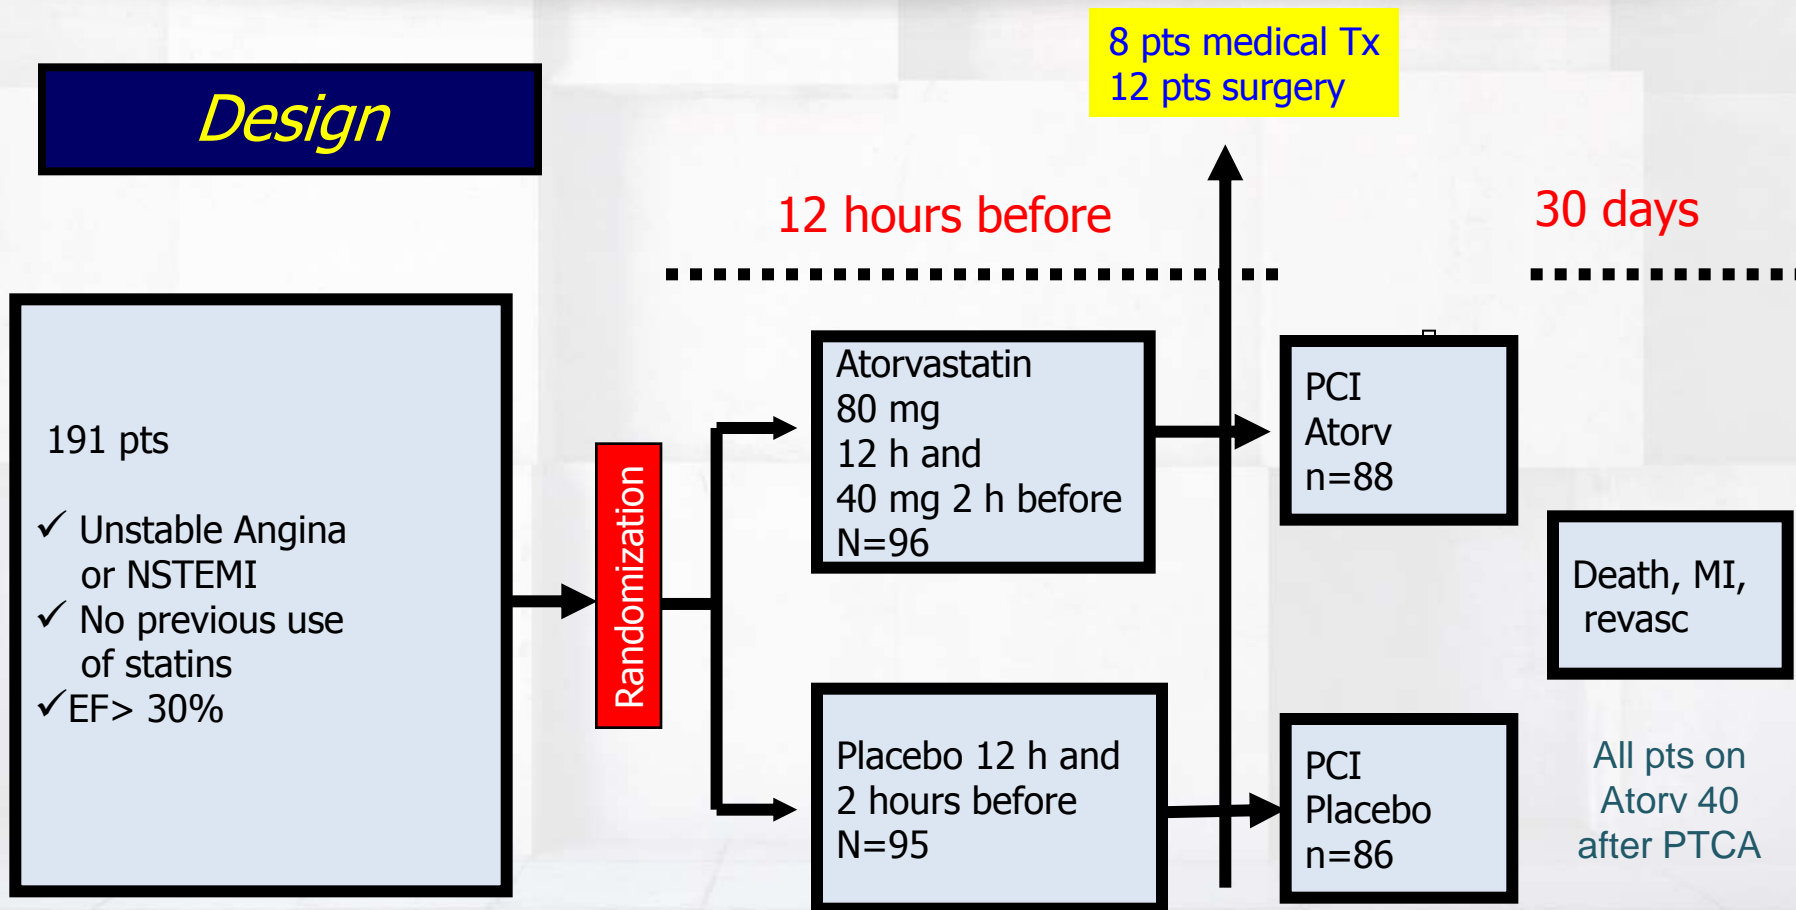 8 pts medical Tx
12 pts surgery
Design
12 hours before
30 days
191 pts
✓ Unstable Angina
or NSTEMI
✓ No previous use
of statins
✓ EF> 30%
Randomization
Atorvastatin
80 mg
12 h and
40 mg 2 h before
N=96
Placebo 12 h and
2 hours before
N=95
PCI
Atorv
n=88
PCI
Placebo
n=86
Death, MI,
revasc
All pts on
Atorv 40
after PTCA